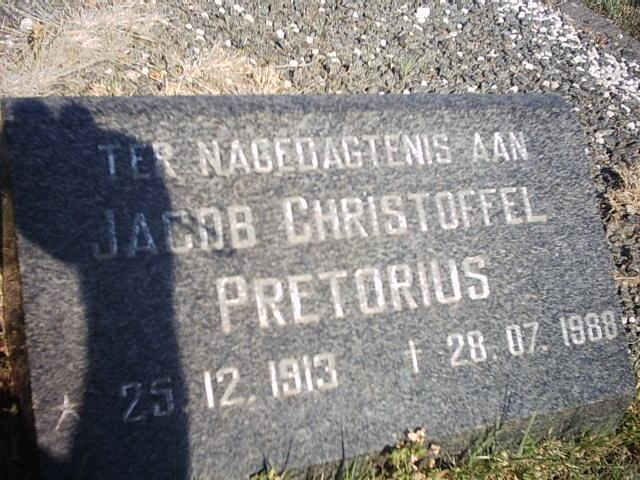 TER NAGEDAGTENIS AAN
JACOB CHRISTOFFEL
PRETORIUS
* 25.12.1913 † 28.07.1988